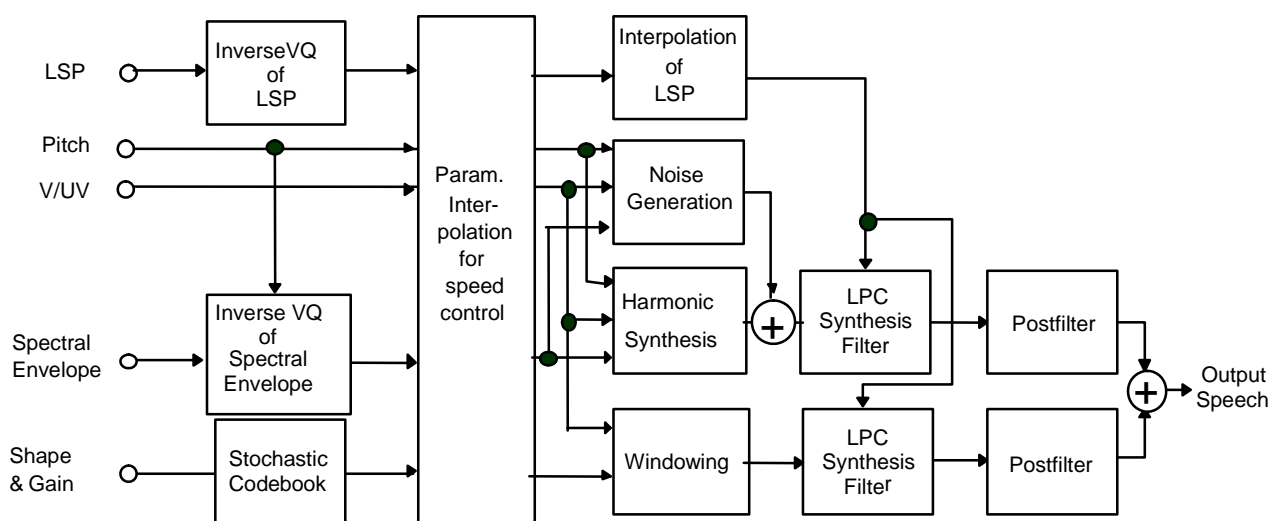 LSP
InverseVQ
of
LSP
Interpolation
of
LSP
Pitch
V/UV
Param.
Inter-
polation
for
speed
control
Noise
Generation
Spectral
Envelope
Inverse VQ
of
Spectral
Envelope
Harmonic
Synthesis
+
LPC
Synthesis
Filter
Postfilter
+
Output
Speech
Shape
& Gain
Stochastic
Codebook
Windowing
LPC
Synthesis
Filter
Postfilter